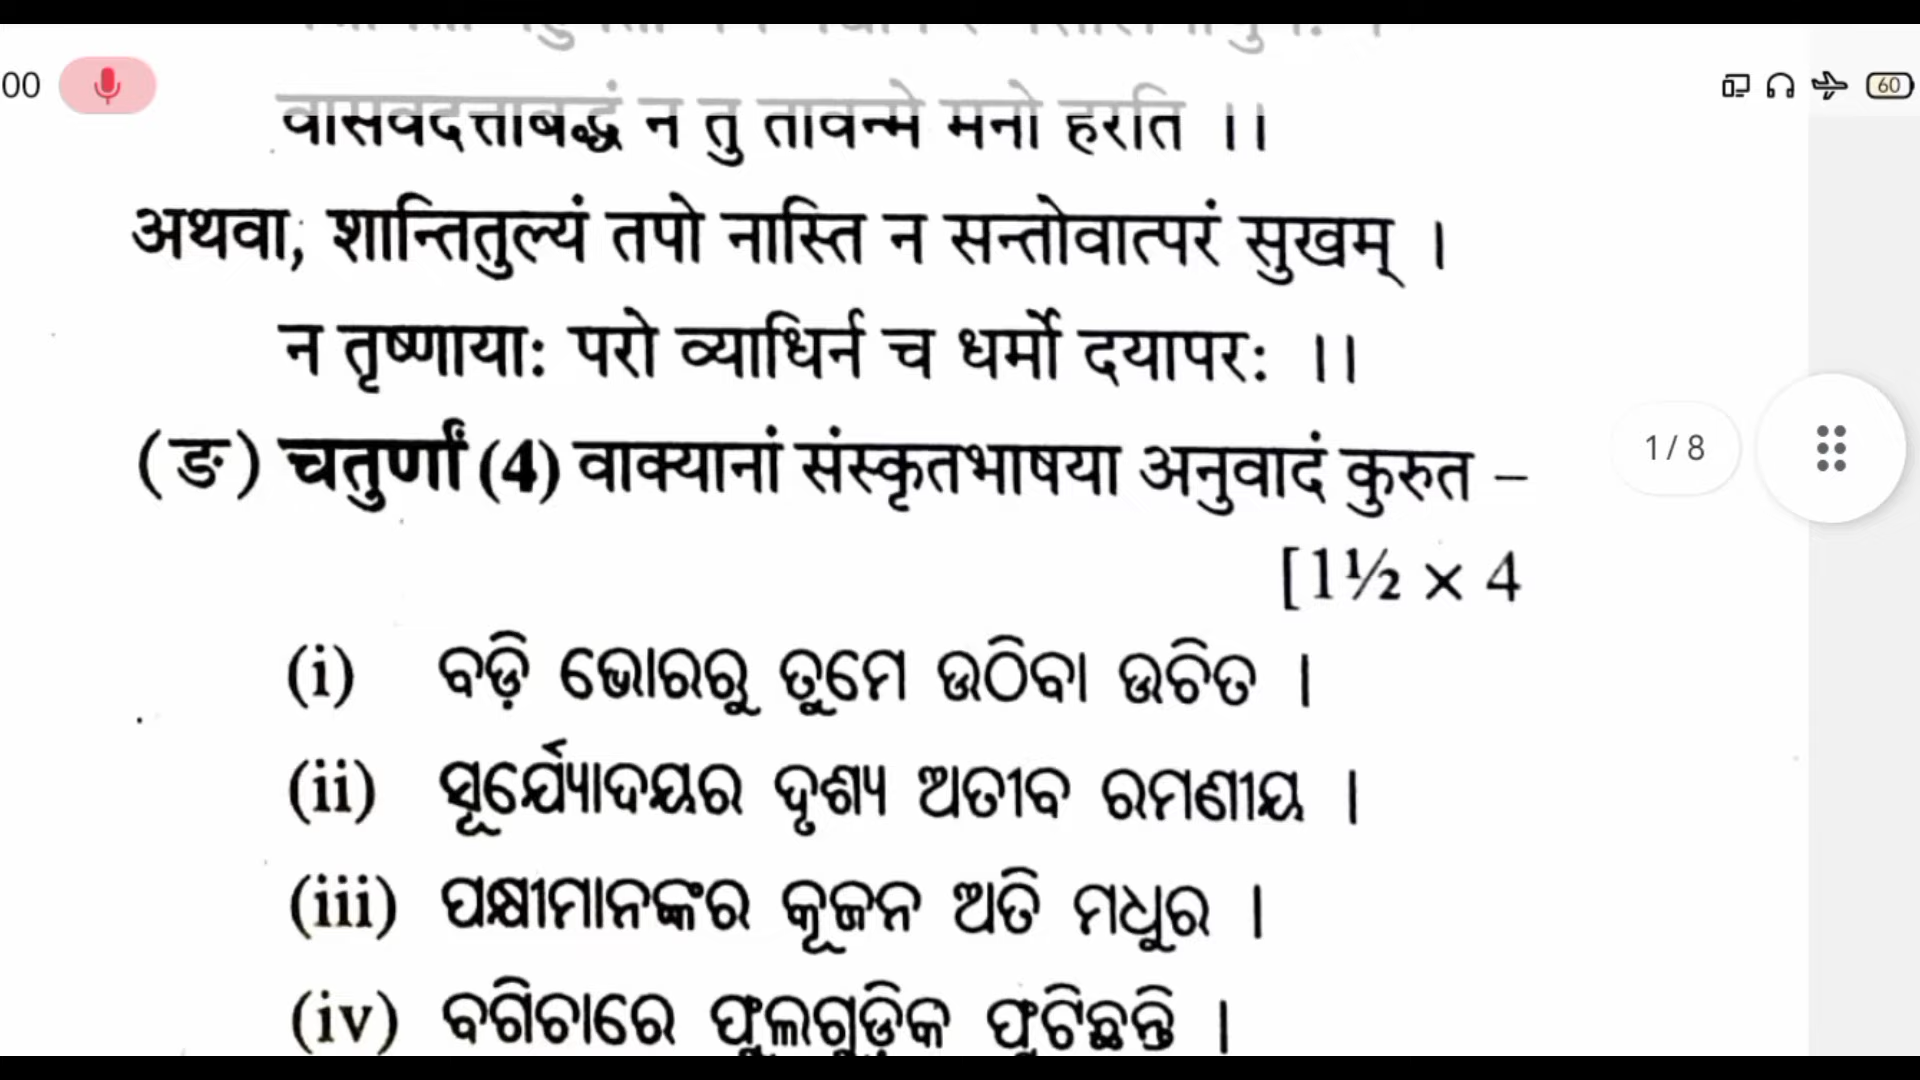 00
60
वासवदत्ताबद्धं न तु तावन्मे मनो हरति ।।
अथवा, शान्तितुल्यं तपो नास्ति न सन्तोवात्परं सुखम् ।
न तृष्णायाः परो व्याधिर्न च धर्मो दयापरः ।।
(ङ) चतुर्णां (4) वाक्यानां संस्कृतभाषया अनुवादं कुरुत –
1 / 8
[1½ × 4
(i) ବଡ଼ି ଭୋରରୁ ତୁମେ ଉଠିବା ଉଚିତ ।
(ii) ସୂର୍ଯ୍ୟୋଦୟର ଦୃଶ୍ୟ ଅତୀବ ରମଣୀୟ ।
(iii) ପକ୍ଷୀମାନଙ୍କର କୂଜନ ଅତି ମଧୁର ।
(iv) ବଗିଚାରେ ଫୁଲଗୁଡ଼ିକ ଫୁଟିଛନ୍ତି ।